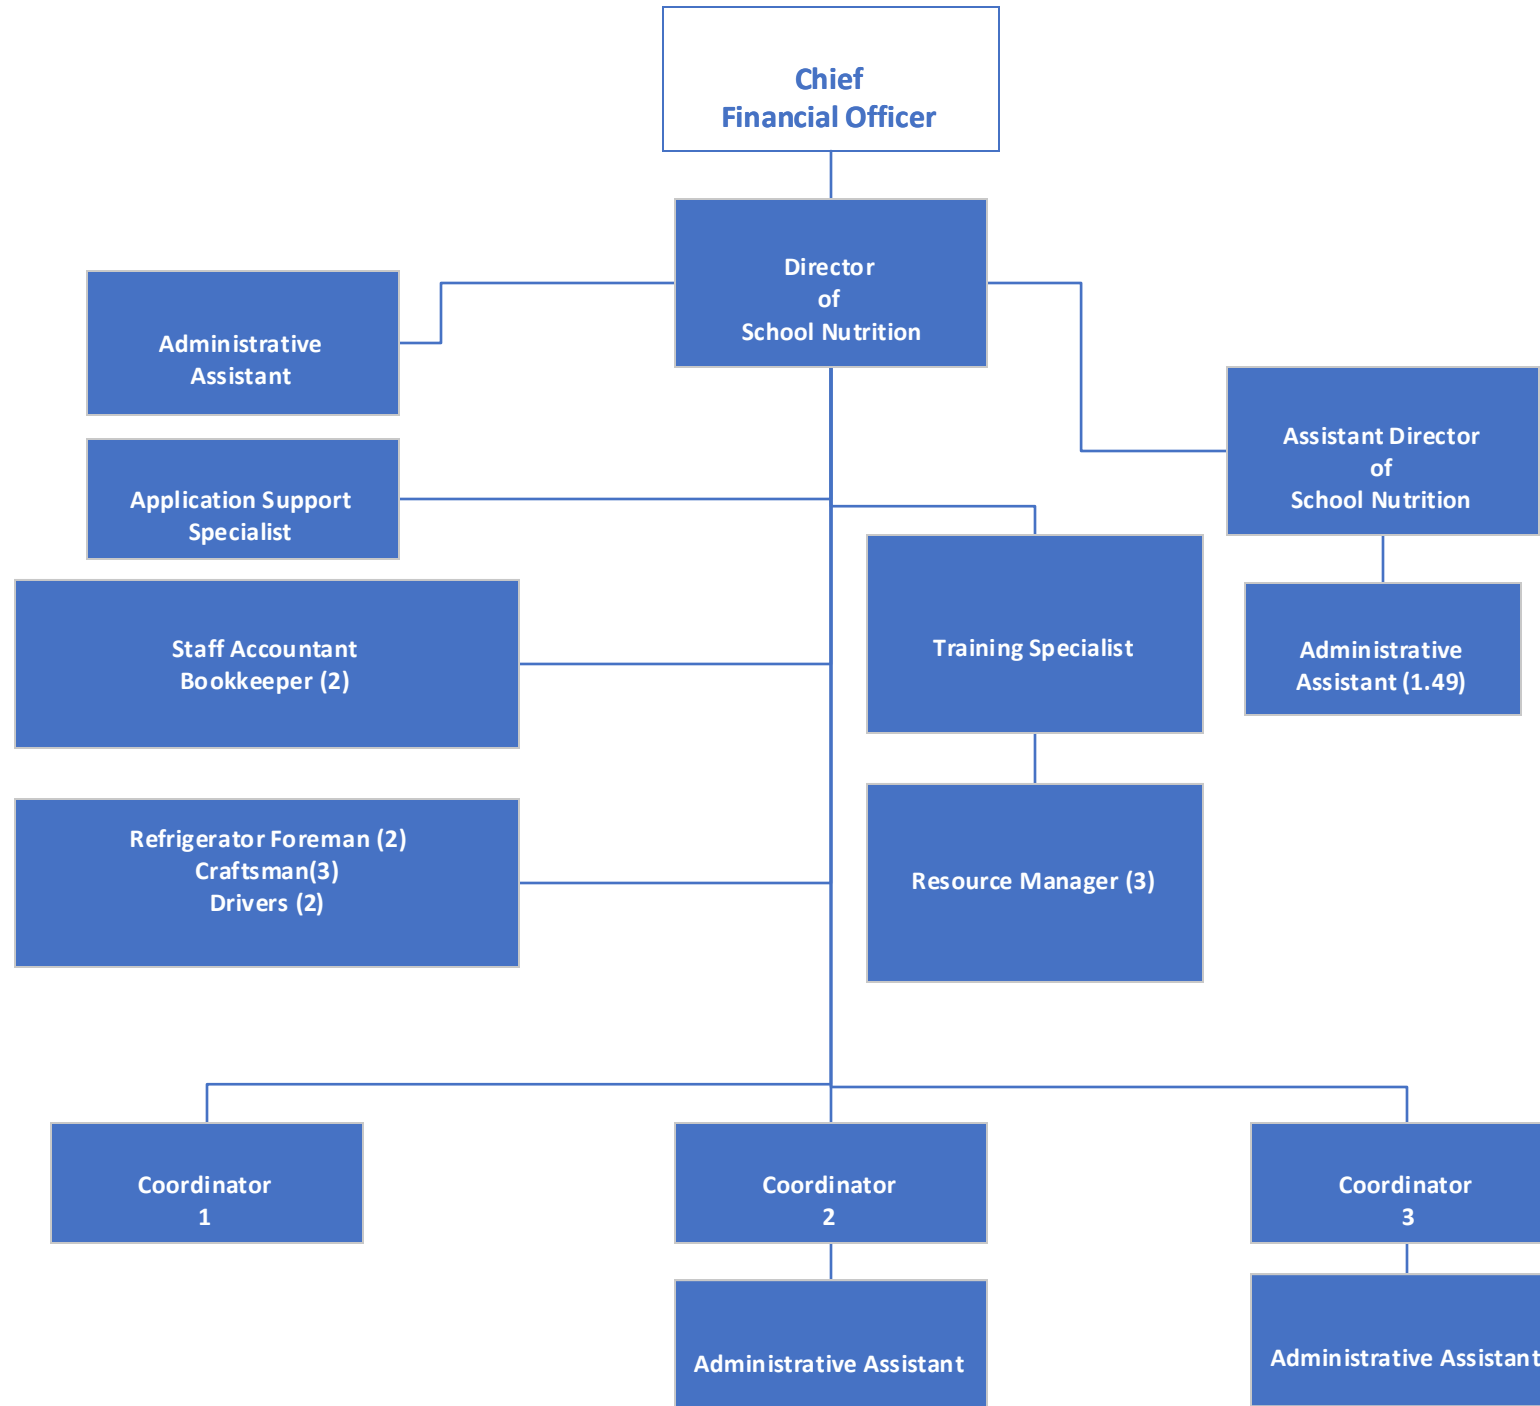 Chief
Financial Officer
Director
of
School Nutrition
Administrative
Assistant
Assistant Director
of
School Nutrition
Application Support
Specialist
Staff Accountant
Bookkeeper (2)
Training Specialist
Administrative
Assistant (1.49)
Refrigerator Foreman (2)
Craftsman(3)
Drivers (2)
Resource Manager (3)
Coordinator
1
Coordinator
2
Coordinator
3
Administrative Assistant
Administrative Assistant